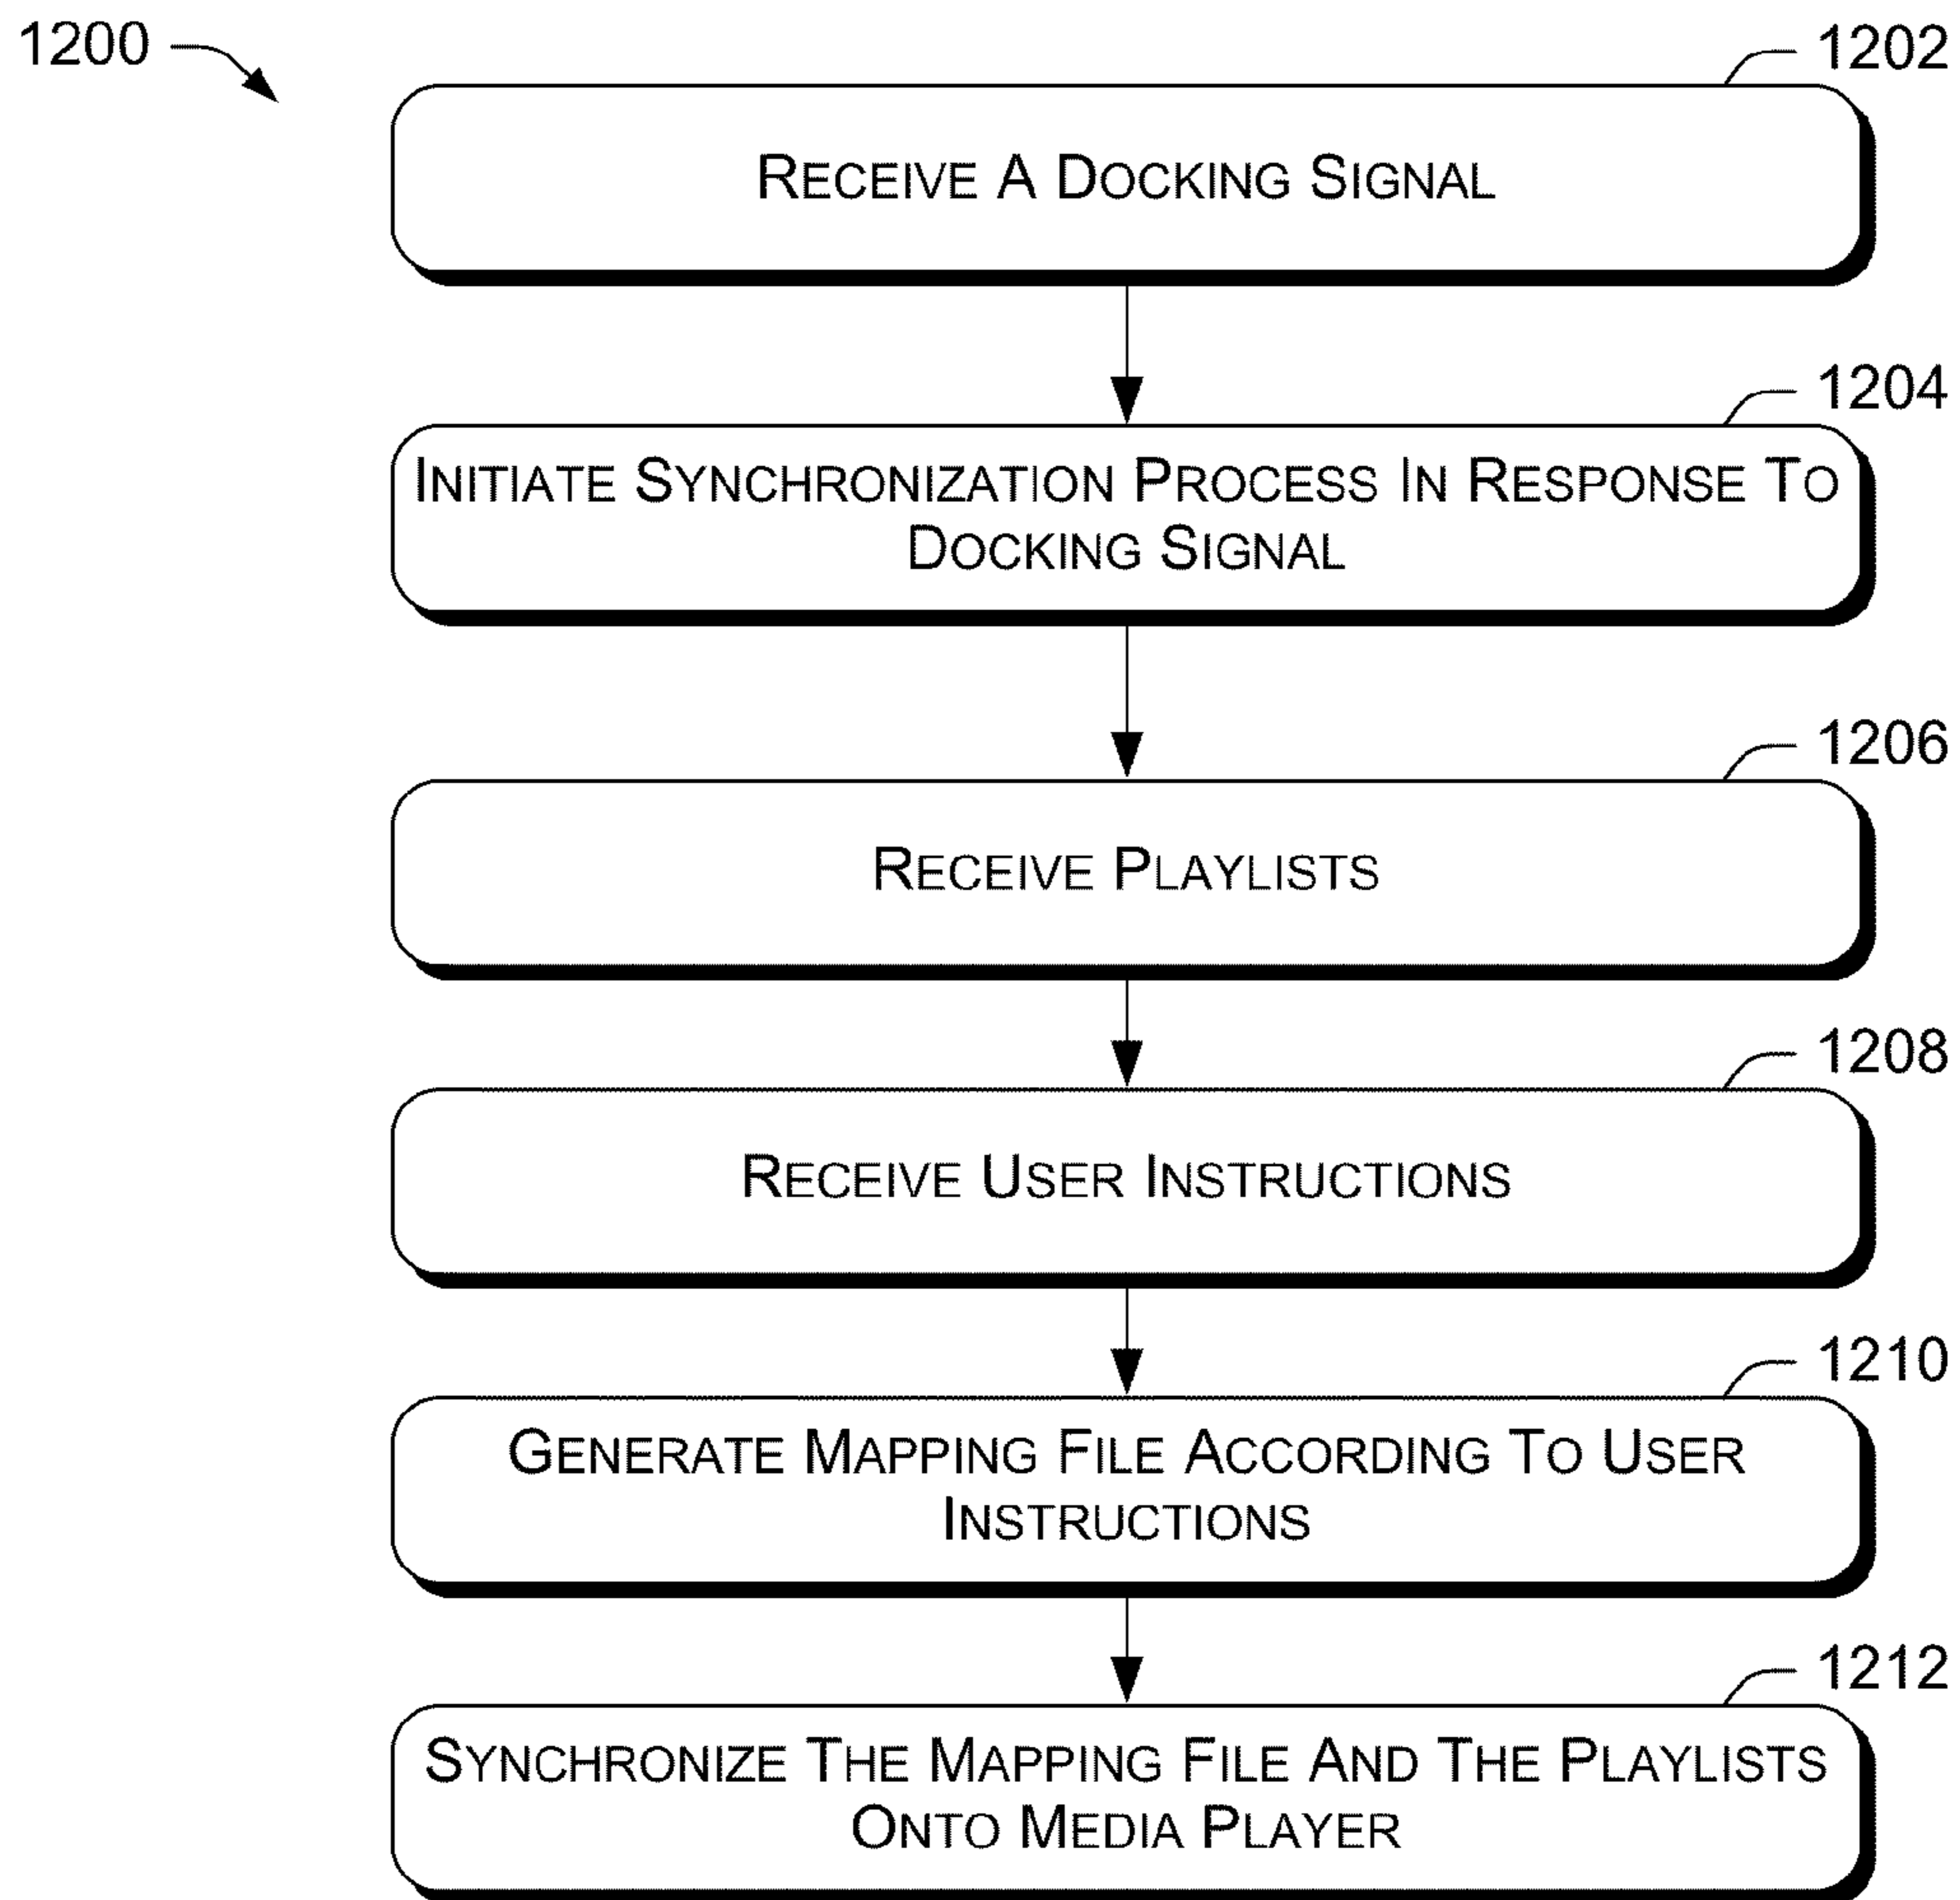 1200
1202
RECEIVE A DOCKING SIGNAL
1204
INITIATE SYNCHRONIZATION PROCESS IN RESPONSE TO
DOCKING SIGNAL
1206
RECEIVE PLAYLISTS
1208
RECEIVE USER INSTRUCTIONS
1210
GENERATE MAPPING FILE ACCORDING TO USER
INSTRUCTIONS
1212
SYNCHRONIZE THE MAPPING FILE AND THE PLAYLISTS
ONTO MEDIA PLAYER